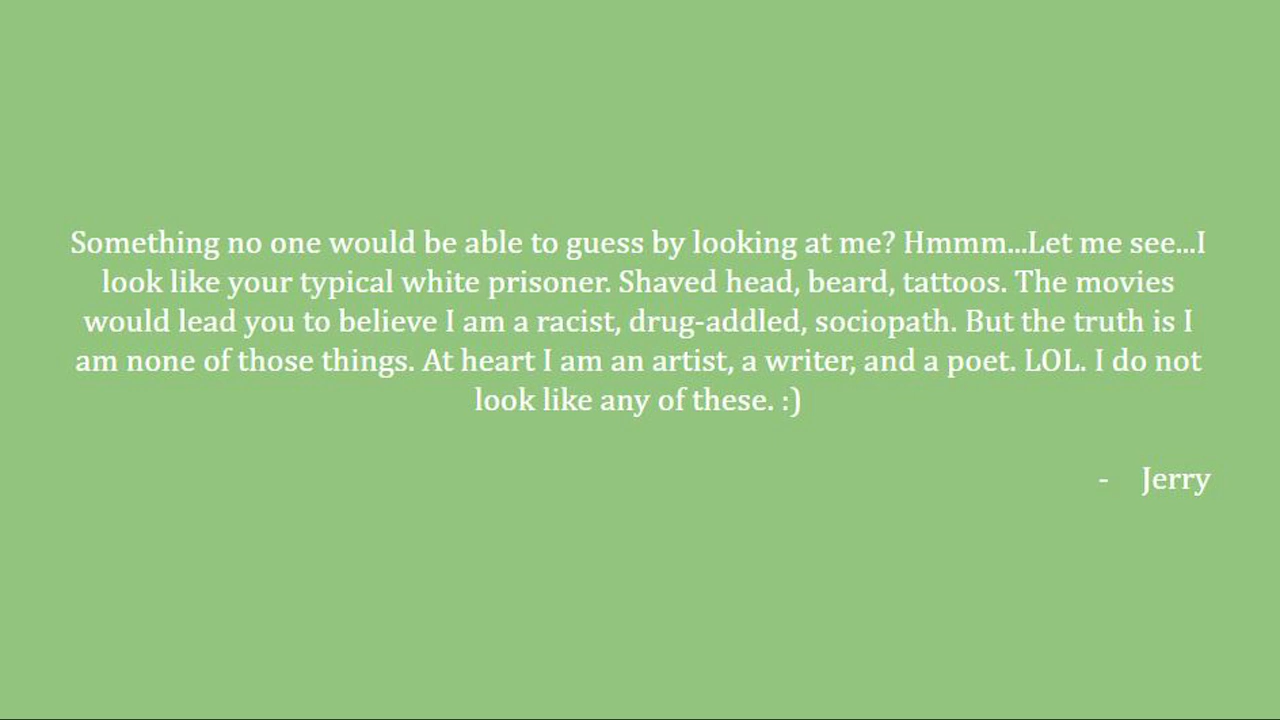 Something no one would be able to guess by looking at me? Hmmm...Let me see...I
look like your typical white prisoner. Shaved head, beard, tattoos. The movies
would lead you to believe I am a racist, drug-addled, sociopath. But the truth is I
am none of those things. At heart I am an artist, a writer, and a poet. LOL. I do not
look like any of these. :)
- Jerry